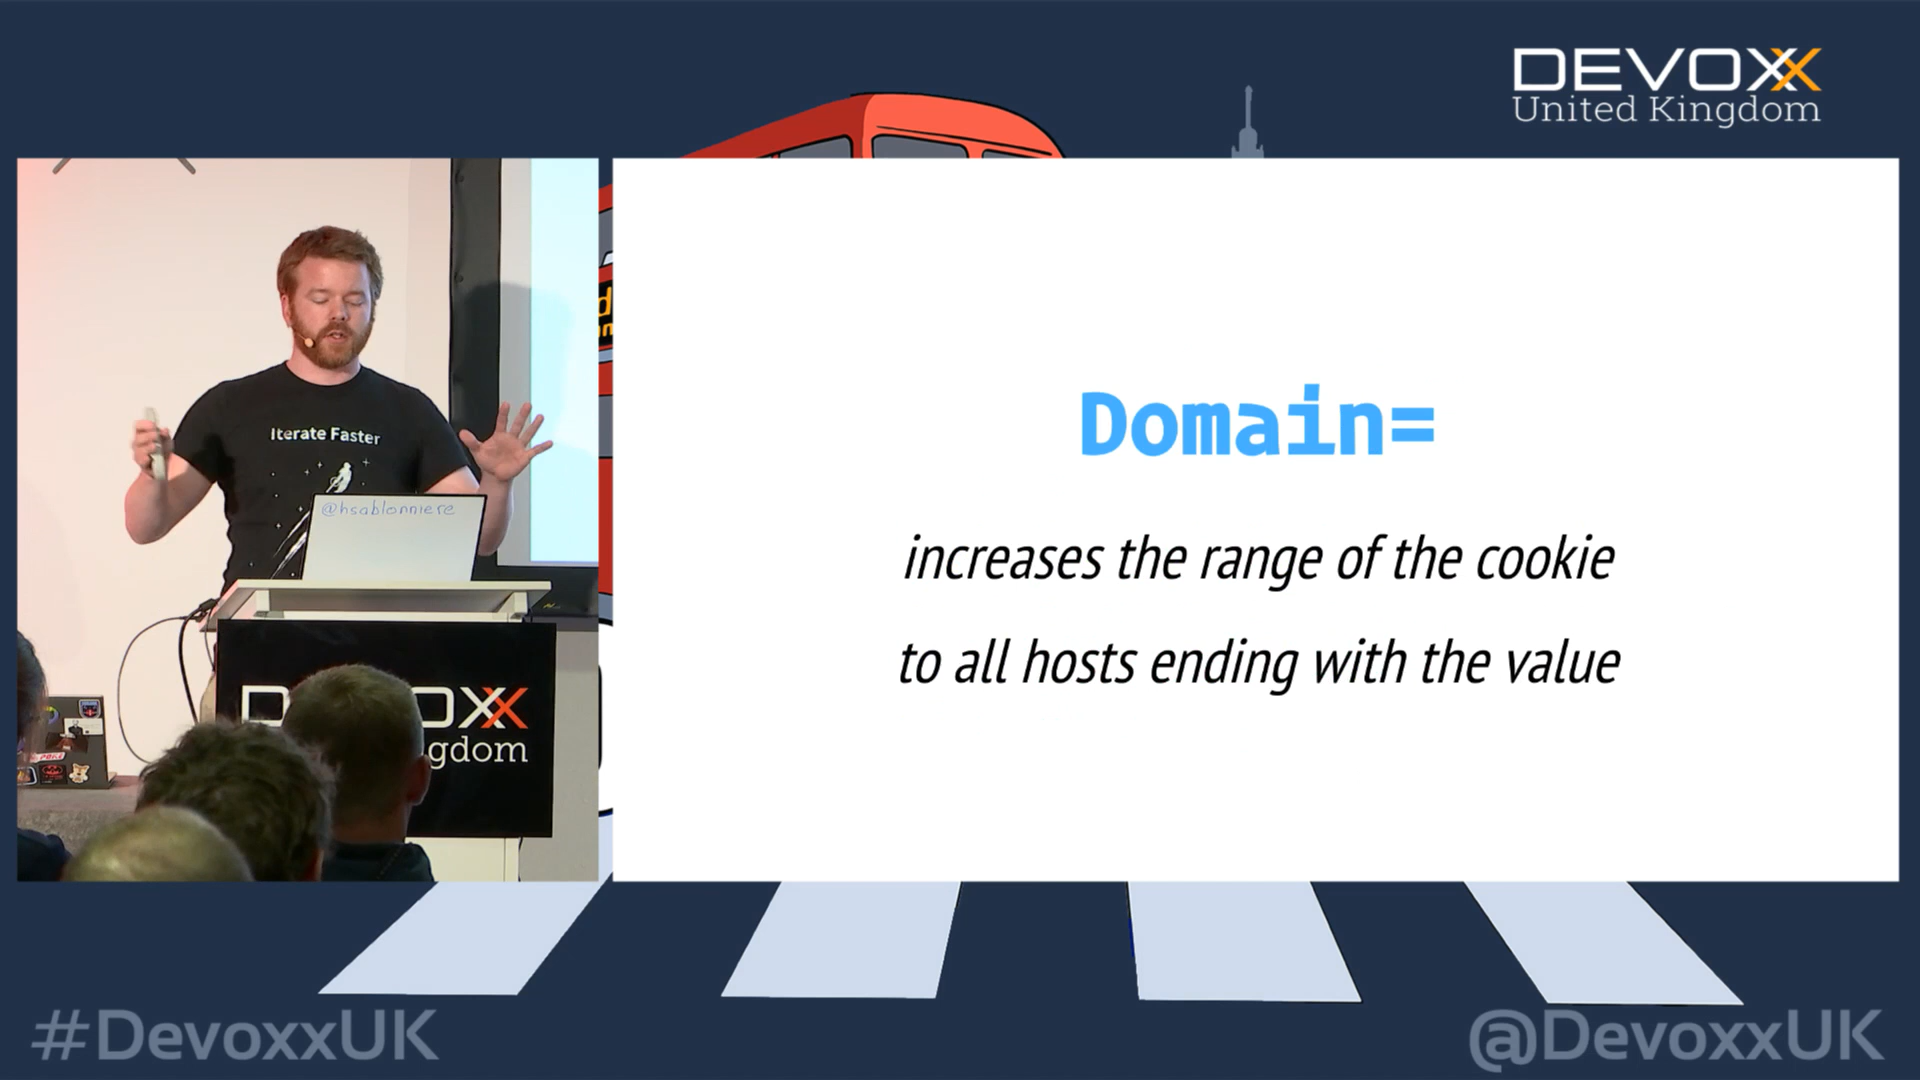 DEVOXX
United Kingdom
Iterate Faster
@hsablonniere
gdom
Domain=
increases the range of the cookie
to all hosts ending with the value
#DevoxxUK
@DevoxxUK